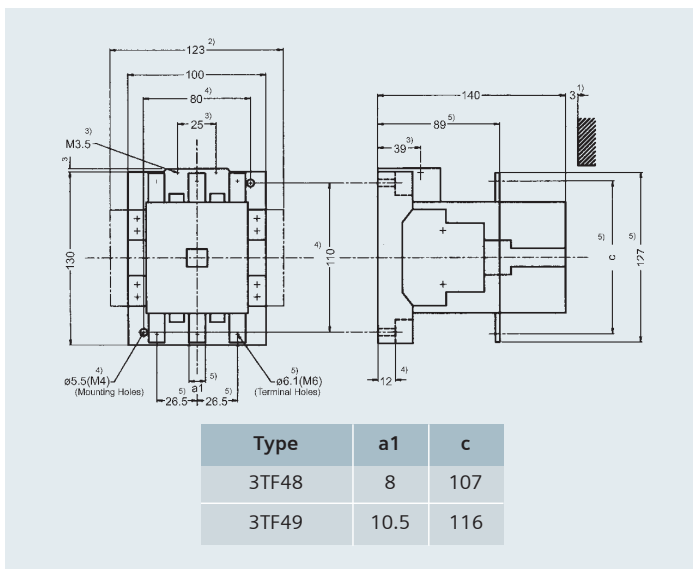 123 2)
100
80 4)
25 3)
M3.5 3)
3
130
110 4)
ø5.5(M4) 4)
(Mounting Holes)
a1 5)
26.5 5)
26.5 5)
ø6.1(M6) 5)
(Terminal Holes)
140
3 1)
89 5)
39 3)
c 5)
127 5)
12 4)
Type a1 c
3TF48 8 107
3TF49 10.5 116